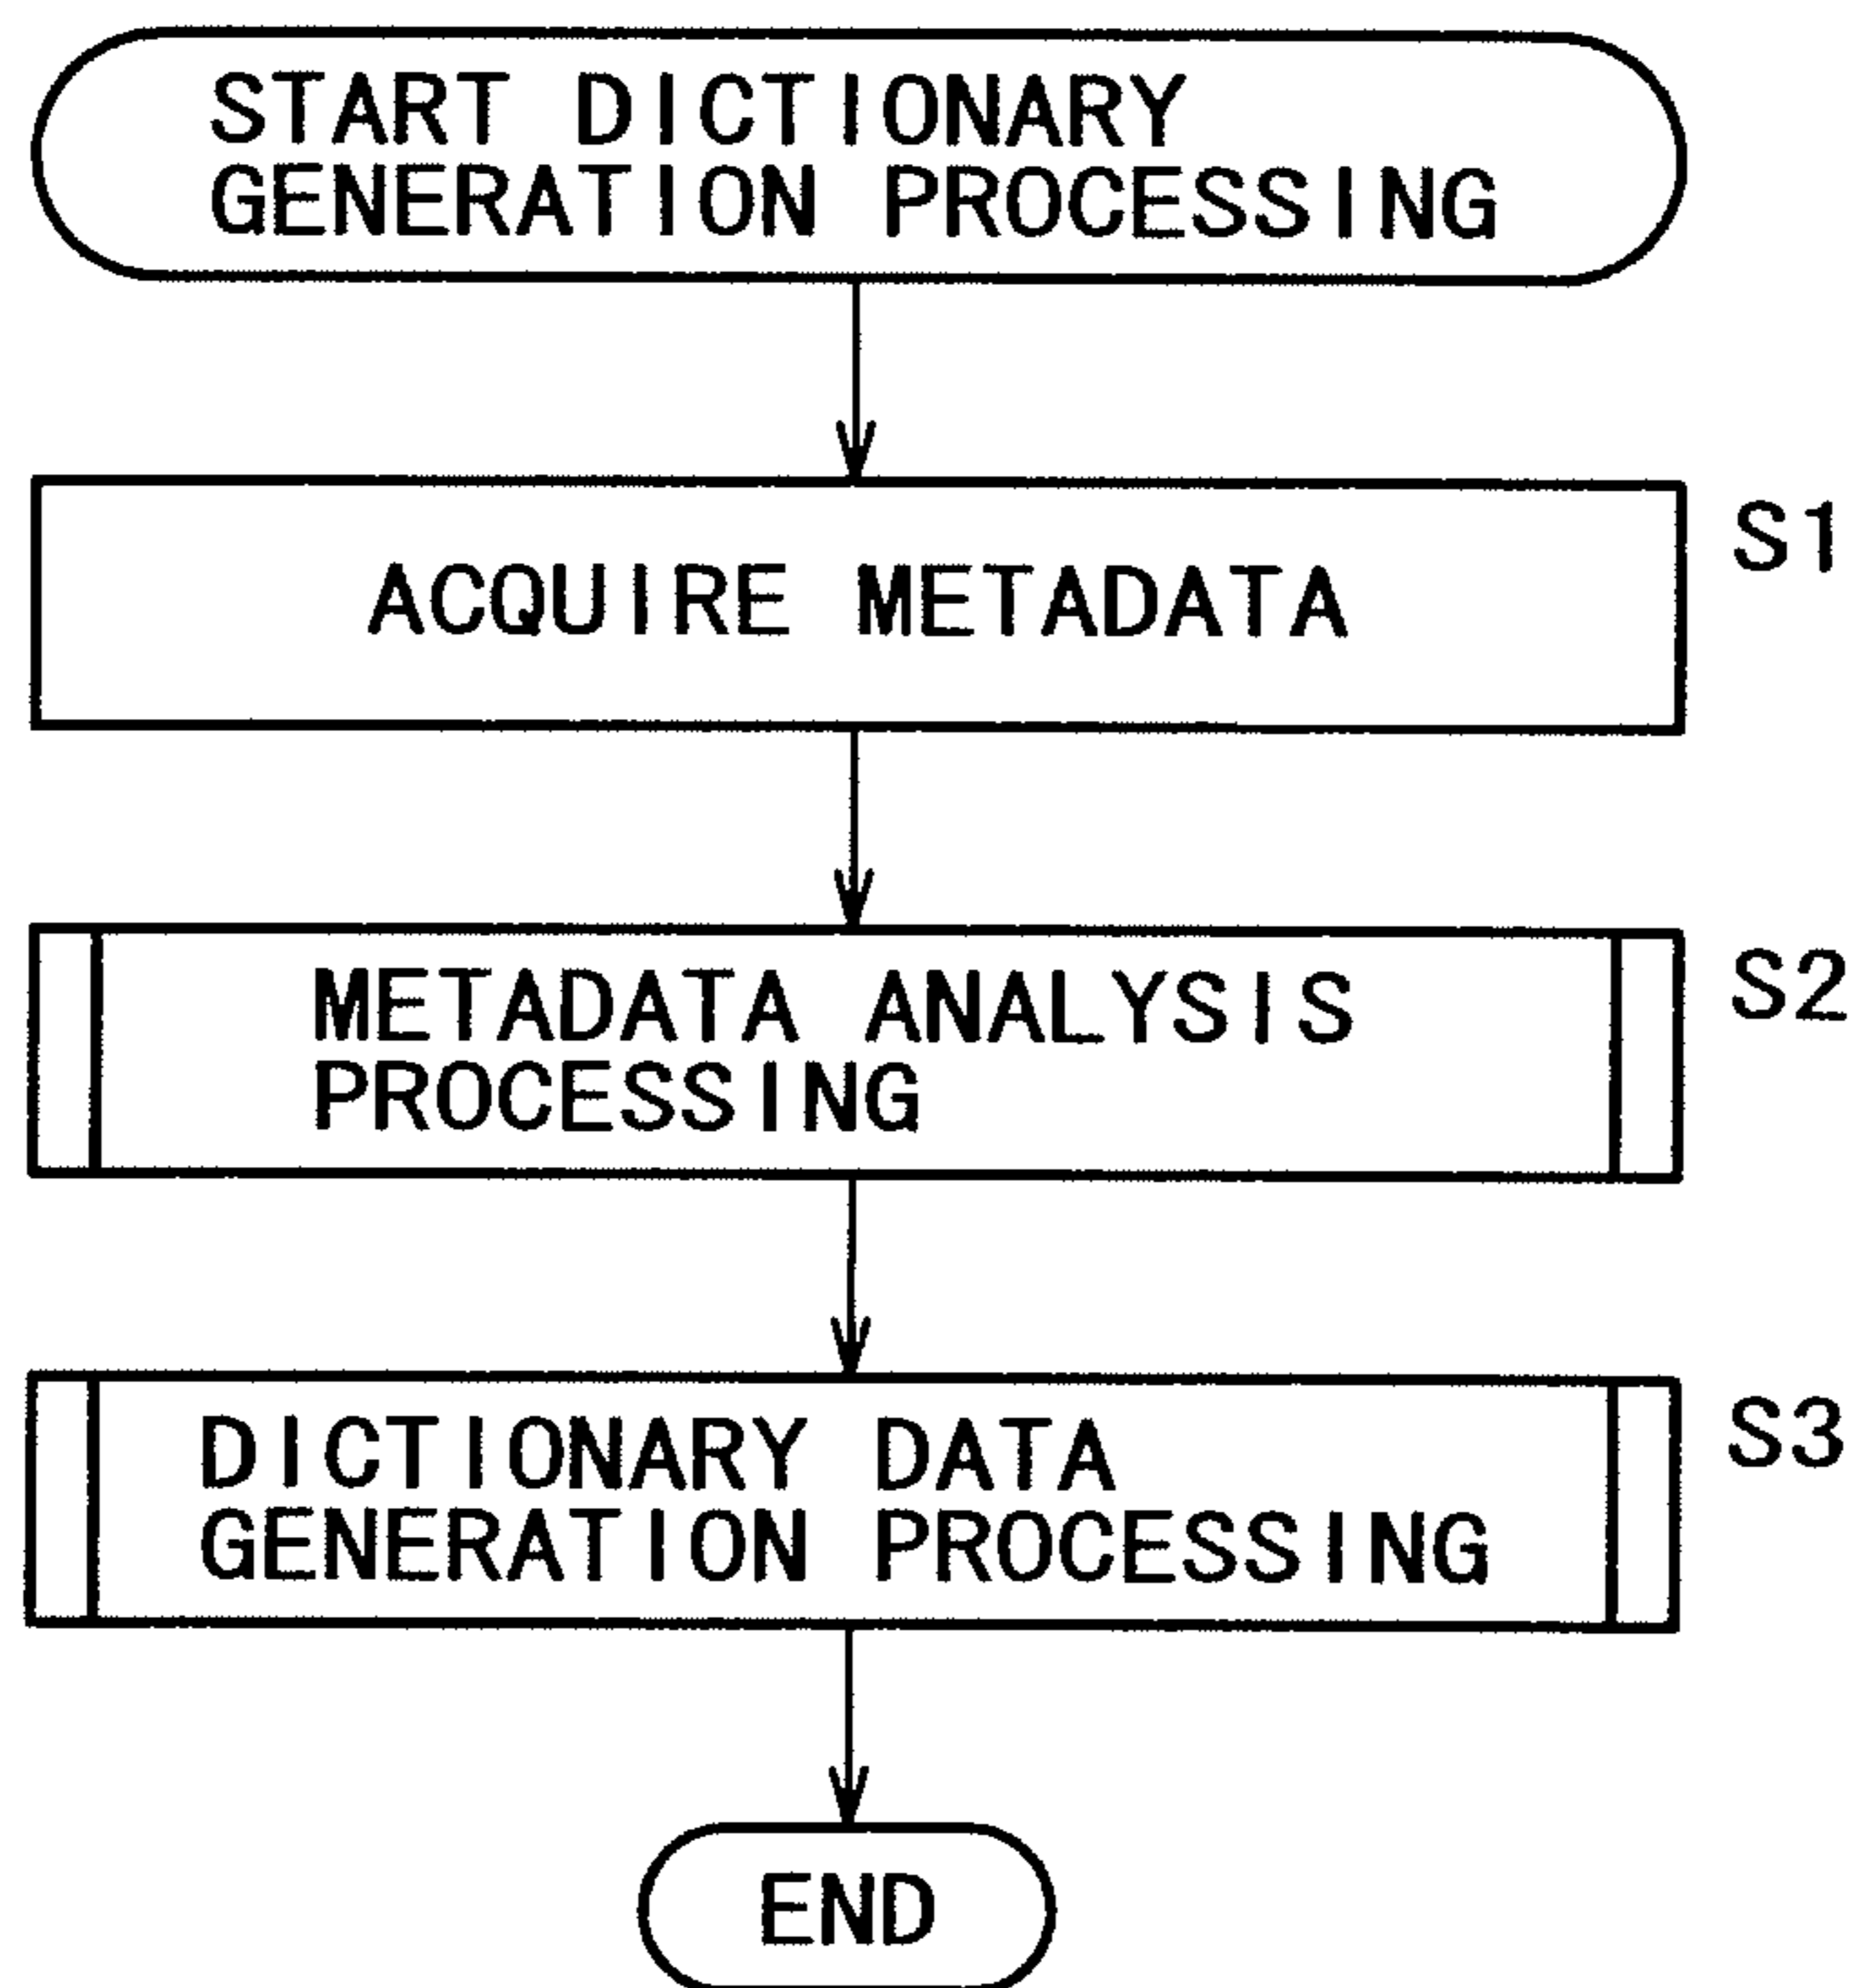 START DICTIONARY
GENERATION PROCESSING
ACQUIRE METADATA
S1
METADATA ANALYSIS
PROCESSING
S2
DICTIONARY DATA
GENERATION PROCESSING
S3
END